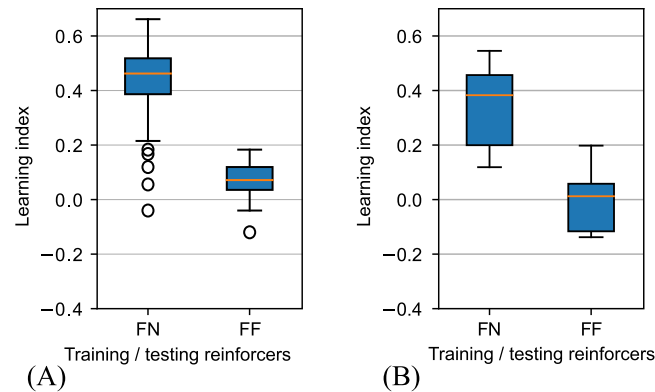 0.6
0.4
0.2
0.0
−0.2
−0.4
Learning index
FN FF
Training / testing reinforcers
(A)
0.6
0.4
0.2
0.0
−0.2
−0.4
Learning index
FN FF
Training / testing reinforcers
(B)